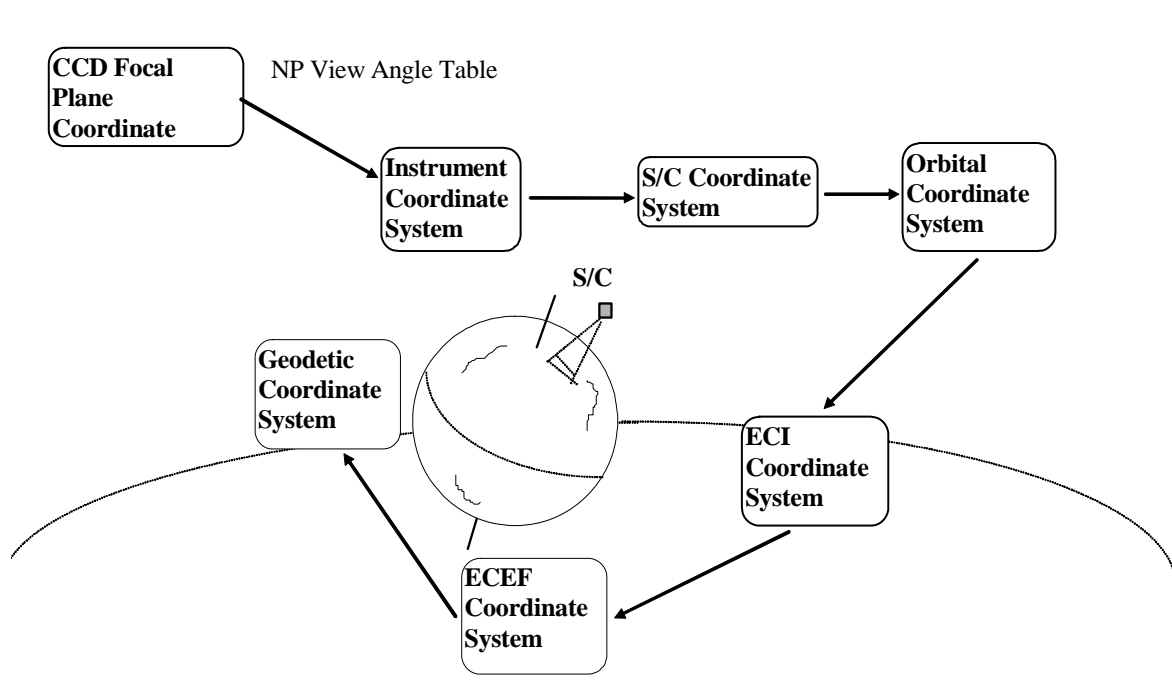 CCD Focal
Plane
Coordinate
NP View Angle Table
Instrument
Coordinate
System
S/C Coordinate
System
Orbital
Coordinate
System
S/C
Geodetic
Coordinate
System
ECI
Coordinate
System
ECEF
Coordinate
System